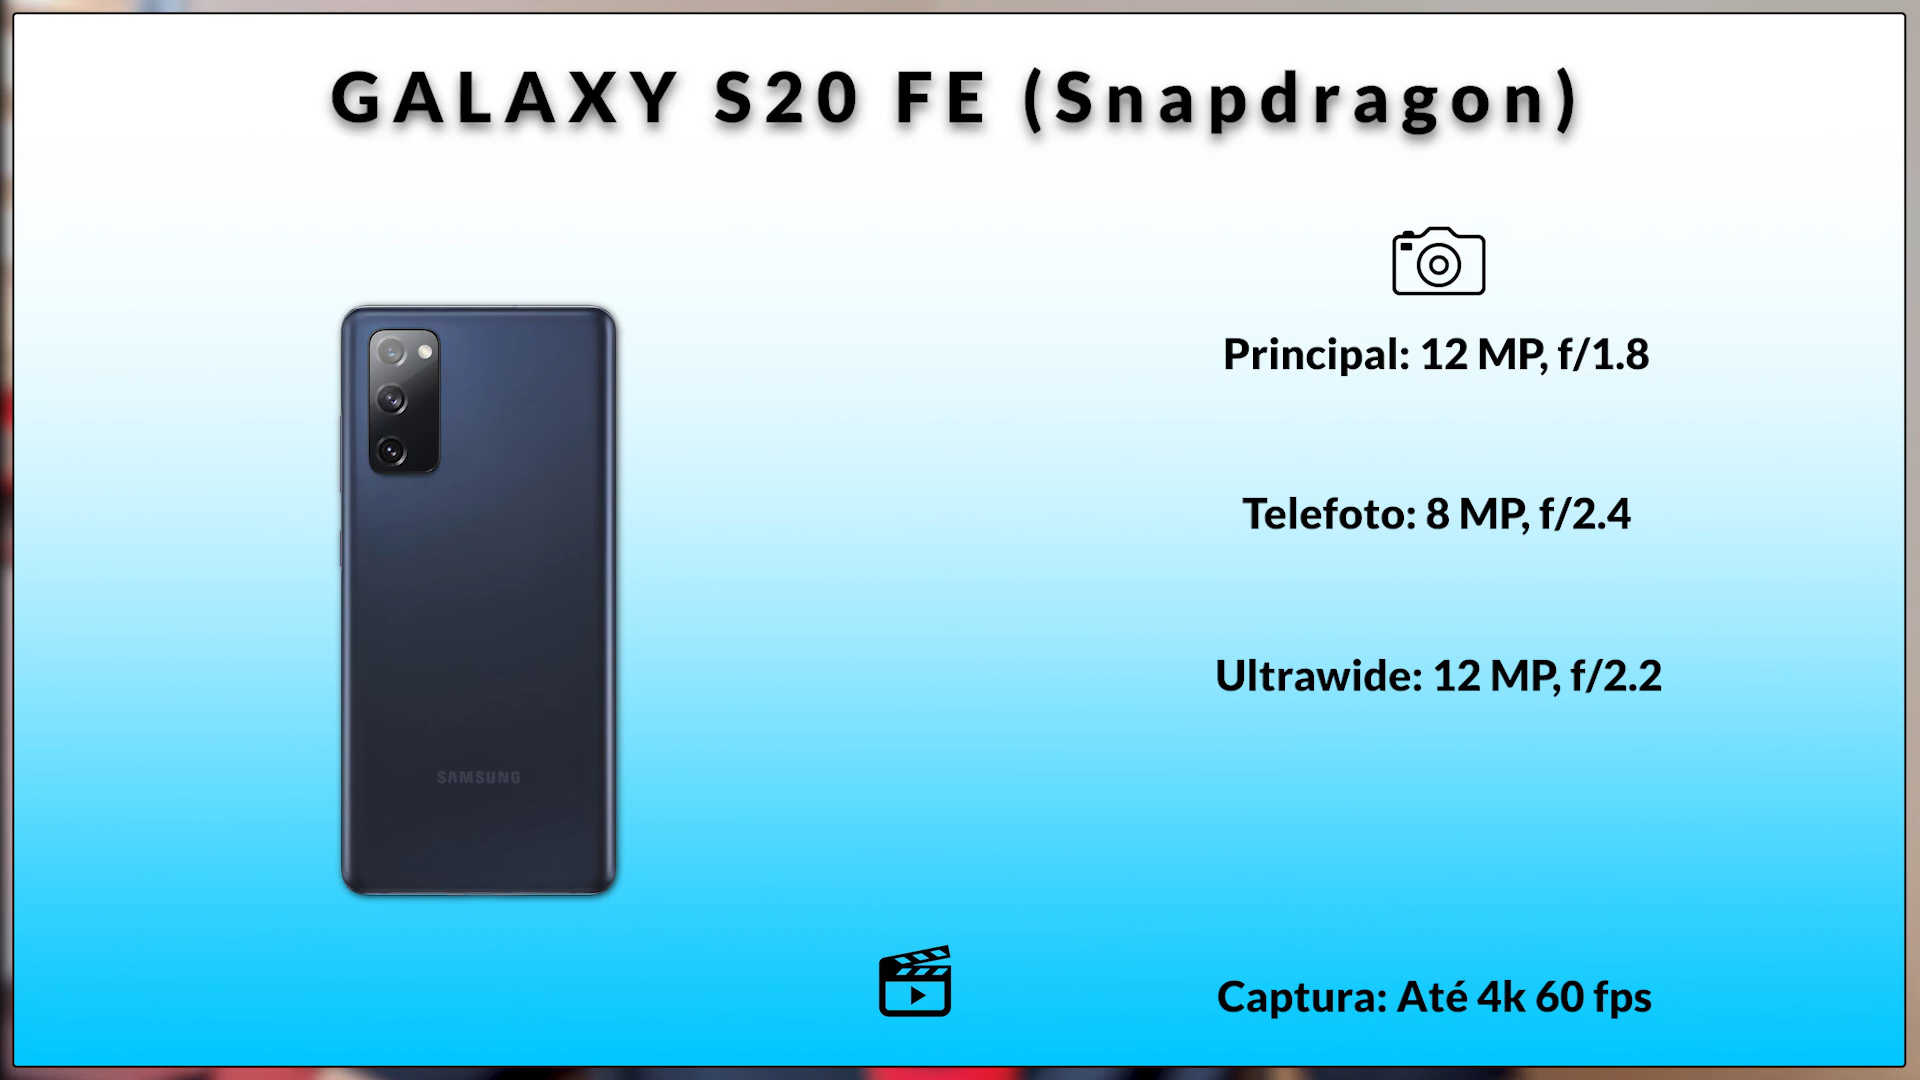 GALAXY S20 FE (Snapdragon)
Principal: 12 MP, f/1.8
Telefoto: 8 MP, f/2.4
Ultrawide: 12 MP, f/2.2
SAMSUNG
Captura: Até 4k 60 fps